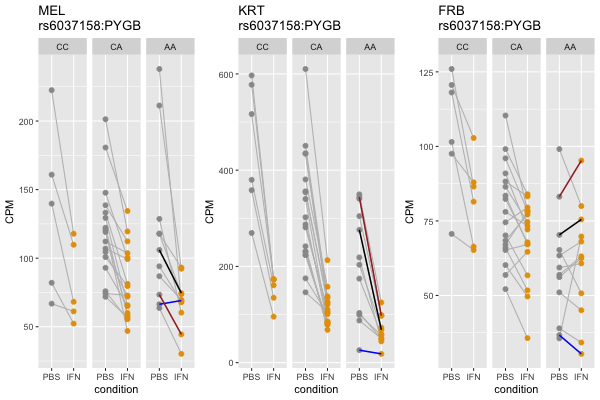 MEL
rs6037158:PYGB
CC
CA
AA
CPM
200
150
100
50
PBS
IFN
PBS
IFN
PBS
IFN
condition
KRT
rs6037158:PYGB
CC
CA
AA
CPM
600
400
200
0
PBS
IFN
PBS
IFN
PBS
IFN
condition
FRB
rs6037158:PYGB
CC
CA
AA
CPM
125
100
75
50
PBS
IFN
PBS
IFN
PBS
IFN
condition